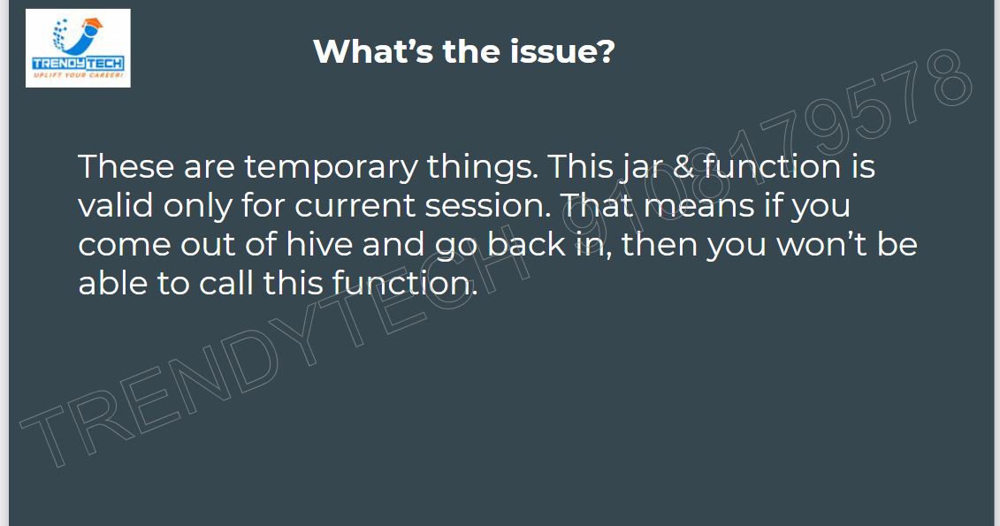 TRENDYTECH
UPLIFT YOUR CAREER!
What’s the issue?
These are temporary things. This jar & function is
valid only for current session. That means if you
come out of hive and go back in, then you won’t be
able to call this function.
TRENDYTECH 9108179578